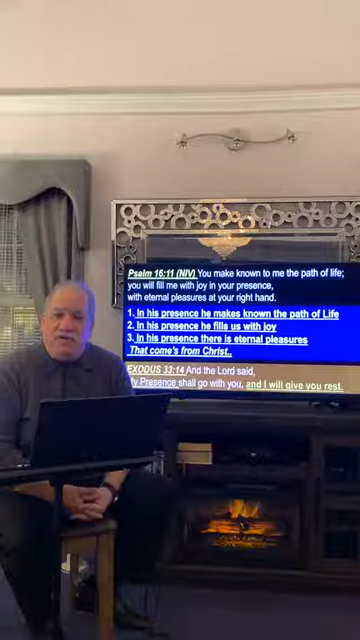 Psalm 16:11 (NIV) You make known to me the path of life;
you will fill me with joy in your presence,
with eternal pleasures at your right hand.
1. In his presence he makes known the path of Life
2. In his presence he fills us with joy
3. In his presence there is eternal pleasures
That come's from Christ..
EXODUS 33:14 And the Lord said,
My Presence shall go with you, and I will give you rest.